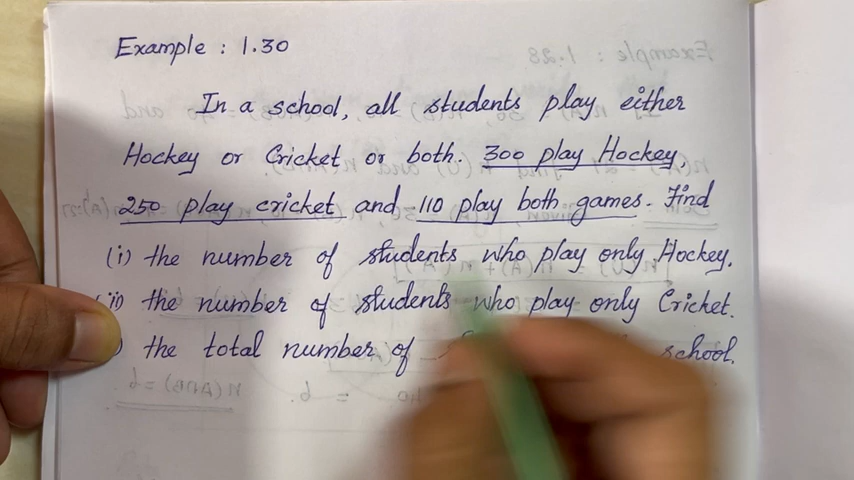 Example : 1.30
In a school, all students play either
Hockey or Cricket or both. 300 play Hockey,
250 play cricket and 110 play both games. Find
(i) the number of students who play only Hockey.
(ii) the number of students who play only Cricket.
the total number of school.